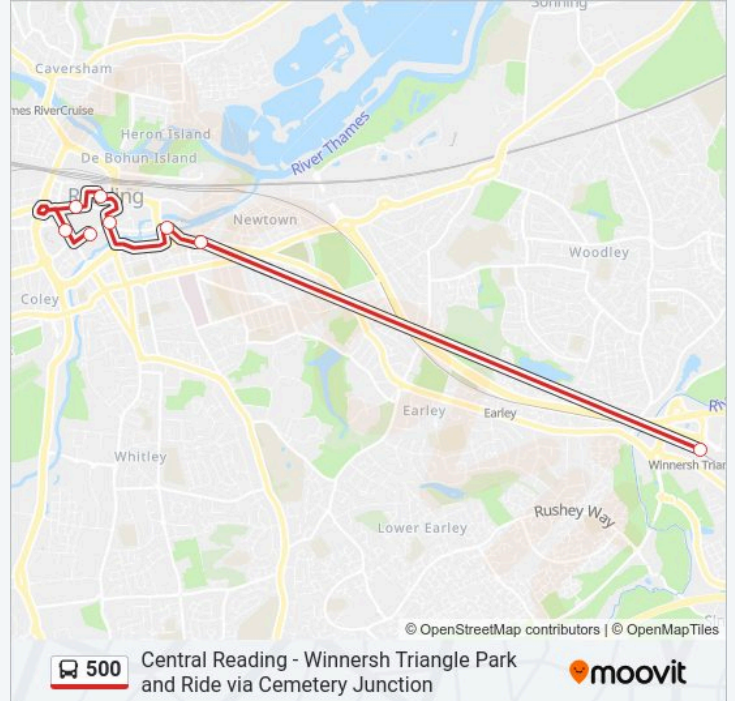 Sonning
Caversham
mes RiverCruise
Heron Island
De Bohun Island
River Thames
Reading
Newtown
Woodley
Coley
Earley
Earley
Riv
Winnersh Trian
Whitley
Rushey Way
Lower Earley
© OpenStreetMap contributors | © OpenMapTiles
500
Central Reading - Winnersh Triangle Park
and Ride via Cemetery Junction
moovit